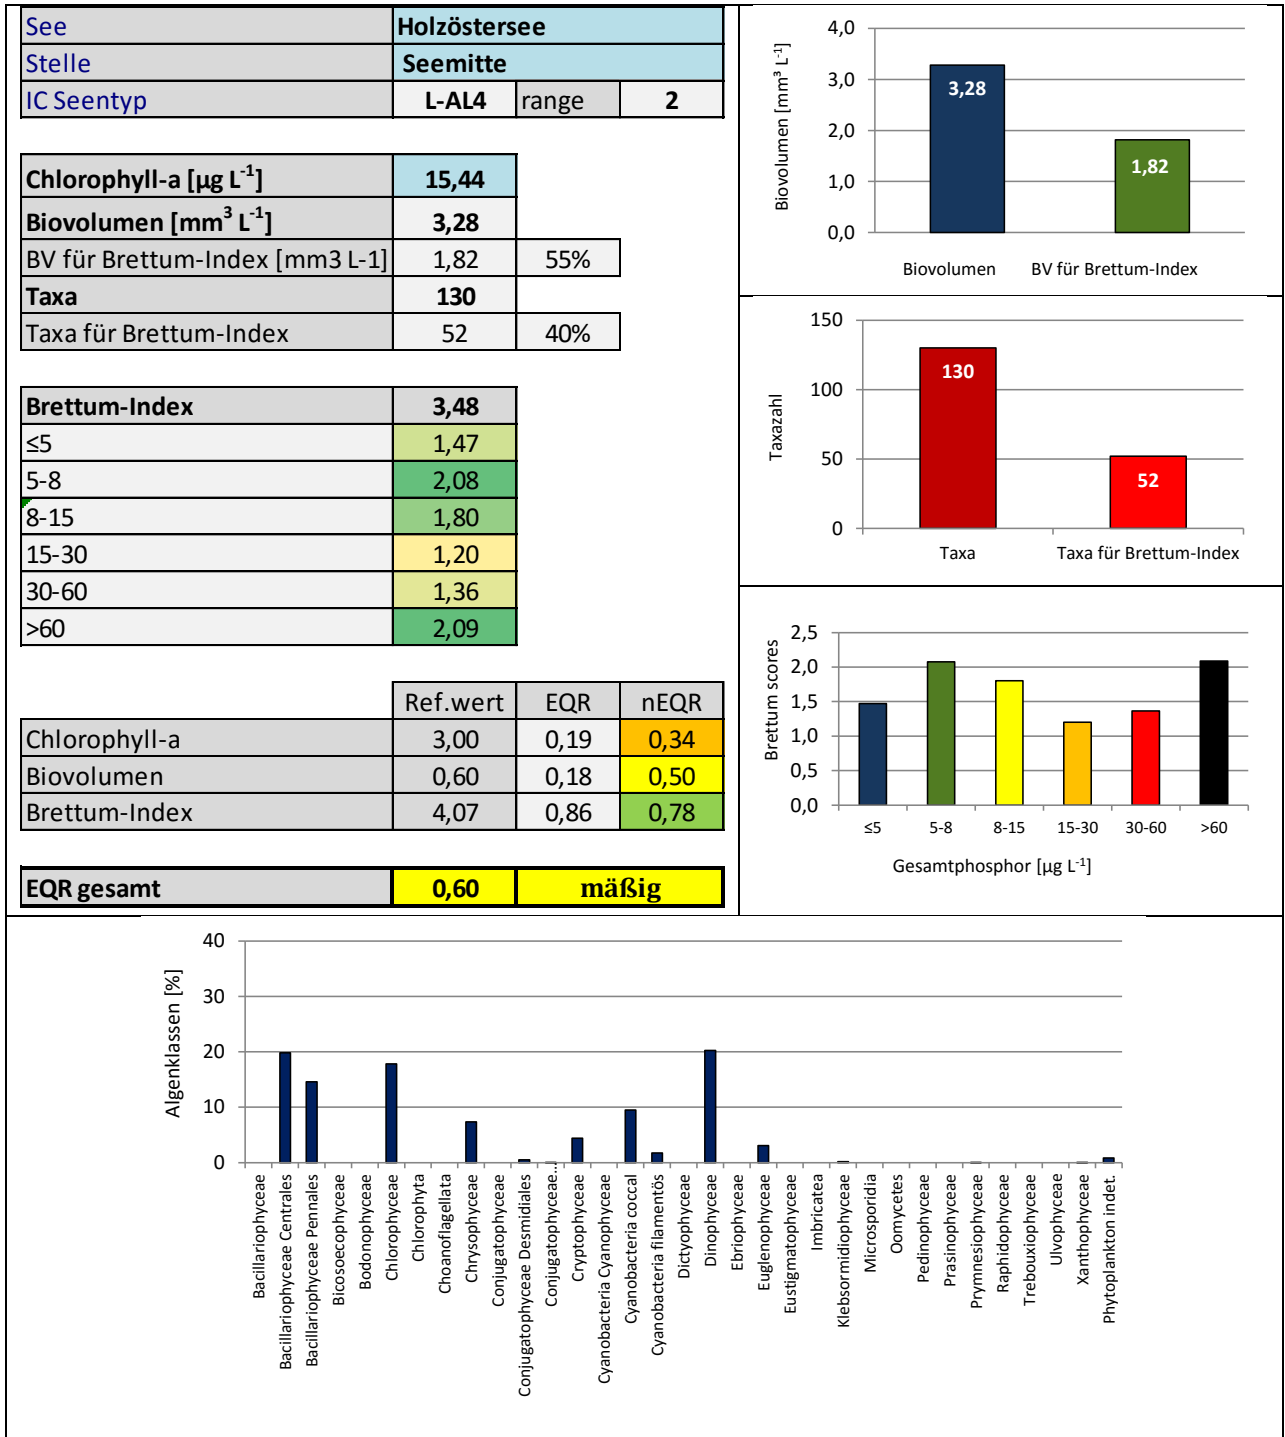 See Holzöstersee
Stelle Seemitte
IC Seentyp L-AL4 range 2
Chlorophyll-a [µg L⁻¹] 15,44
Biovolumen [mm³ L⁻¹] 3,28
BV für Brettum-Index [mm3 L-1] 1,82 55%
Taxa 130
Taxa für Brettum-Index 52 40%
Brettum-Index 3,48
≤5 1,47
5-8 2,08
8-15 1,80
15-30 1,20
30-60 1,36
>60 2,09
Ref.wert EQR nEQR
Chlorophyll-a 3,00 0,19 0,34
Biovolumen 0,60 0,18 0,50
Brettum-Index 4,07 0,86 0,78
EQR gesamt 0,60 mäßig
Biovolumen [mm³ L⁻¹]
4,0
3,0
2,0
1,0
0,0
3,28
1,82
Biovolumen BV für Brettum-Index
Taxazahl
150
100
50
0
130
52
Taxa Taxa für Brettum-Index
Brettum scores
2,5
2,0
1,5
1,0
0,5
0,0
≤5 5-8 8-15 15-30 30-60 >60
Gesamtphosphor [µg L⁻¹]
Algenklassen [%]
40
30
20
10
0
Bacillariophyceae
Bacillariophyceae Centrales
Bacillariophyceae Pennales
Bicosoecophyceae
Bodonophyceae
Chlorophyceae
Chlorophyta
Choanoflagellata
Chrysophyceae
Conjugatophyceae
Conjugatophyceae Desmidiales
Conjugatophyceae...
Cryptophyceae
Cyanobacteria Cyanophyceae
Cyanobacteria coccal
Cyanobacteria filamentös
Dictyophyceae
Dinophyceae
Ebriophyceae
Euglenophyceae
Eustigmatophyceae
Imbricatea
Klebsormidiophyceae
Microsporidia
Oomycetes
Pedinophyceae
Prasinophyceae
Prymnesiophyceae
Raphidophyceae
Trebouxiophyceae
Ulvophyceae
Xanthophyceae
Phytoplankton indet.